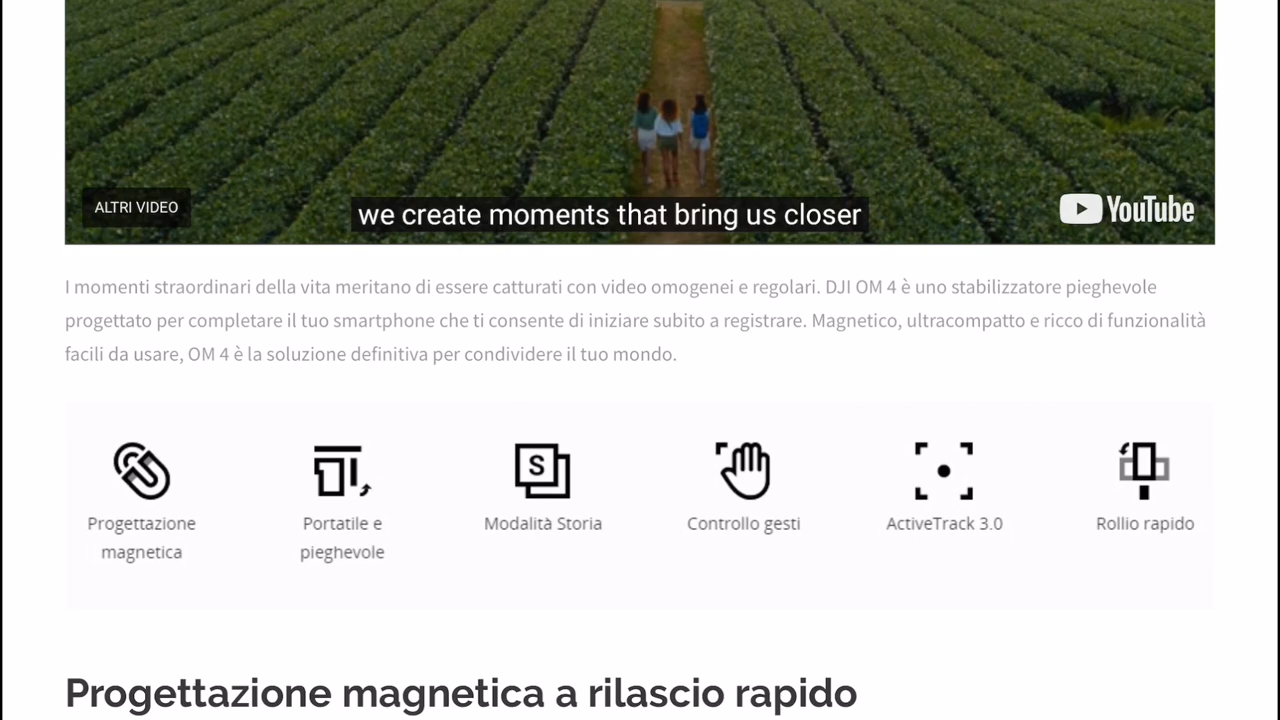 ALTRI VIDEO
we create moments that bring us closer
YouTube
I momenti straordinari della vita meritano di essere catturati con video omogenei e regolari. DJI OM 4 è uno stabilizzatore pieghevole
progettato per completare il tuo smartphone che ti consente di iniziare subito a registrare. Magnetico, ultracompatto e ricco di funzionalità
facili da usare, OM 4 è la soluzione definitiva per condividere il tuo mondo.
S
Progettazione
magnetica
Portatile e
pieghevole
Modalità Storia
Controllo gesti
ActiveTrack 3.0
Rollio rapido
Progettazione magnetica a rilascio rapido